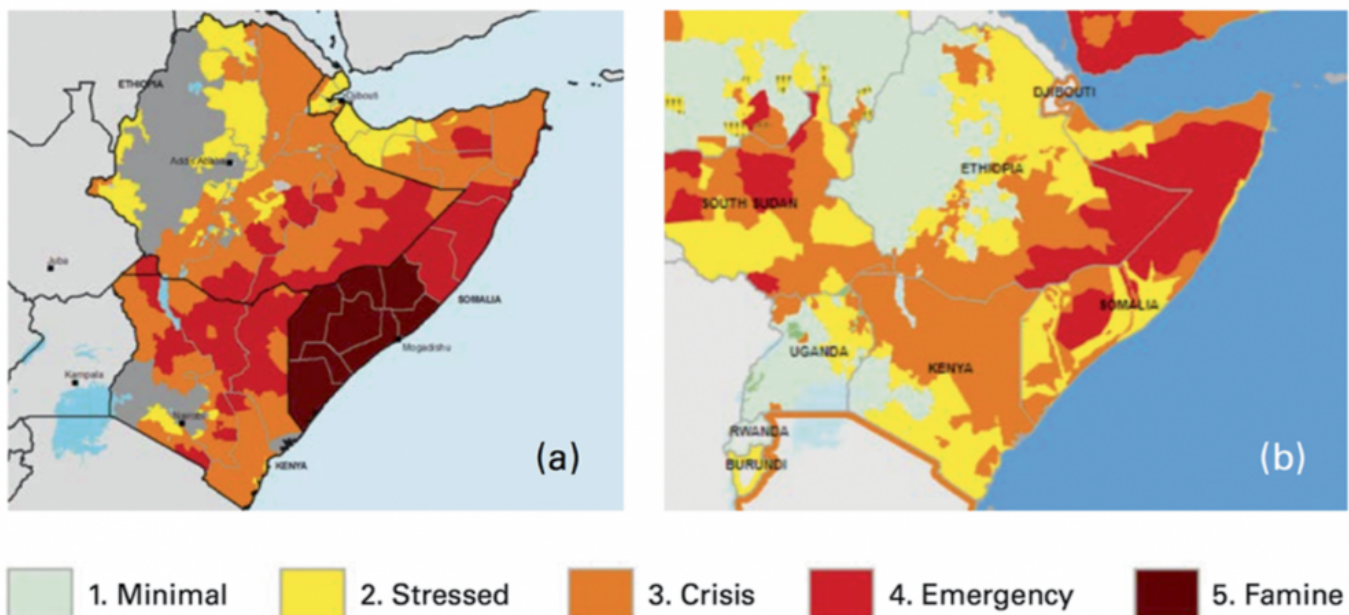 ETHIOPIA
Djibouti
Addis Ababa
Juba
SOMALIA
Mogadishu
Kampala
Nairobi
KENYA
(a)
DJIBOUTI
ETHIOPIA
SOUTH SUDAN
SOMALIA
UGANDA
KENYA
RWANDA
BURUNDI
(b)
1. Minimal 2. Stressed 3. Crisis 4. Emergency 5. Famine